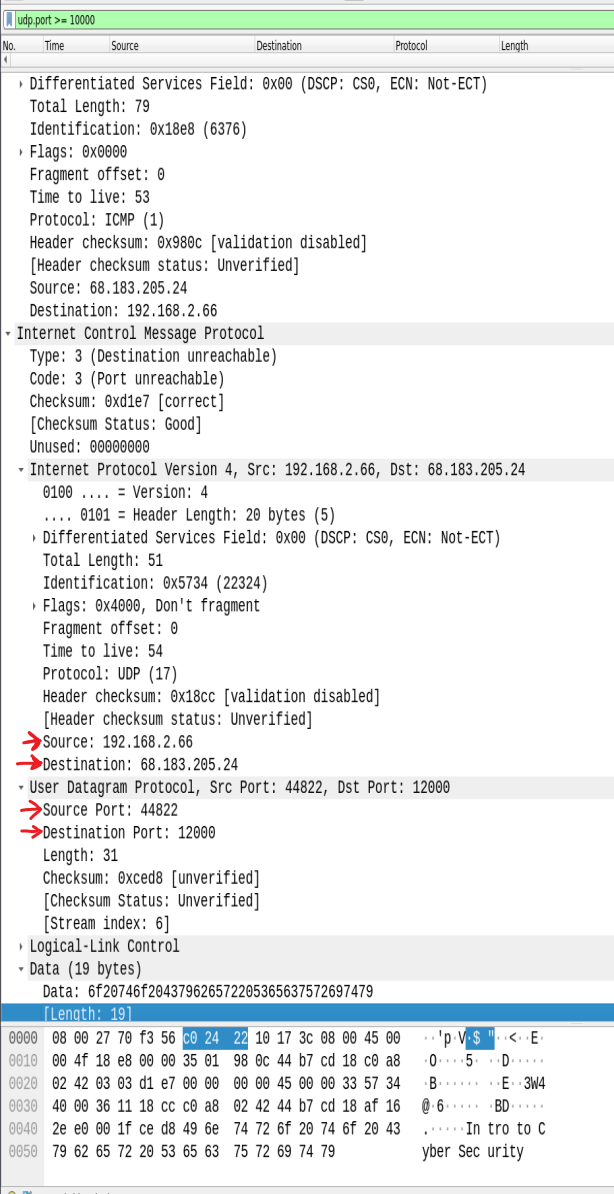 udp.port >= 10000
No. Time Source Destination Protocol Length
Differentiated Services Field: 0x00 (DSCP: CS0, ECN: Not-ECT)
Total Length: 79
Identification: 0x18e8 (6376)
Flags: 0x0000
Fragment offset: 0
Time to live: 53
Protocol: ICMP (1)
Header checksum: 0x980c [validation disabled]
[Header checksum status: Unverified]
Source: 68.183.205.24
Destination: 192.168.2.66
Internet Control Message Protocol
Type: 3 (Destination unreachable)
Code: 3 (Port unreachable)
Checksum: 0xd1e7 [correct]
[Checksum Status: Good]
Unused: 00000000
Internet Protocol Version 4, Src: 192.168.2.66, Dst: 68.183.205.24
0100 .... = Version: 4
.... 0101 = Header Length: 20 bytes (5)
Differentiated Services Field: 0x00 (DSCP: CS0, ECN: Not-ECT)
Total Length: 51
Identification: 0x5734 (22324)
Flags: 0x4000, Don't fragment
Fragment offset: 0
Time to live: 54
Protocol: UDP (17)
Header checksum: 0x18cc [validation disabled]
[Header checksum status: Unverified]
Source: 192.168.2.66
Destination: 68.183.205.24
User Datagram Protocol, Src Port: 44822, Dst Port: 12000
Source Port: 44822
Destination Port: 12000
Length: 31
Checksum: 0xced8 [unverified]
[Checksum Status: Unverified]
[Stream index: 6]
Logical-Link Control
Data (19 bytes)
Data: 6f20746f204379626572205365637572697479
[Length: 19]
0000 08 00 27 70 f3 56 c0 24 22 10 17 3c 08 00 45 00 ··'p·V·$ "··<··E·
0010 00 4f 18 e8 00 00 35 01 98 0c 44 b7 cd 18 c0 a8 ·O····5· ··D·····
0020 02 42 03 03 d1 e7 00 00 00 00 45 00 00 33 57 34 ·B······ ··E··3W4
0030 40 00 36 11 18 cc c0 a8 02 42 44 b7 cd 18 af 16 @·6····· ·BD·····
0040 2e e0 00 1f ce d8 49 6e 74 72 6f 20 74 6f 20 43 .·····In tro to C
0050 79 62 65 72 20 53 65 63 75 72 69 74 79 yber Sec urity